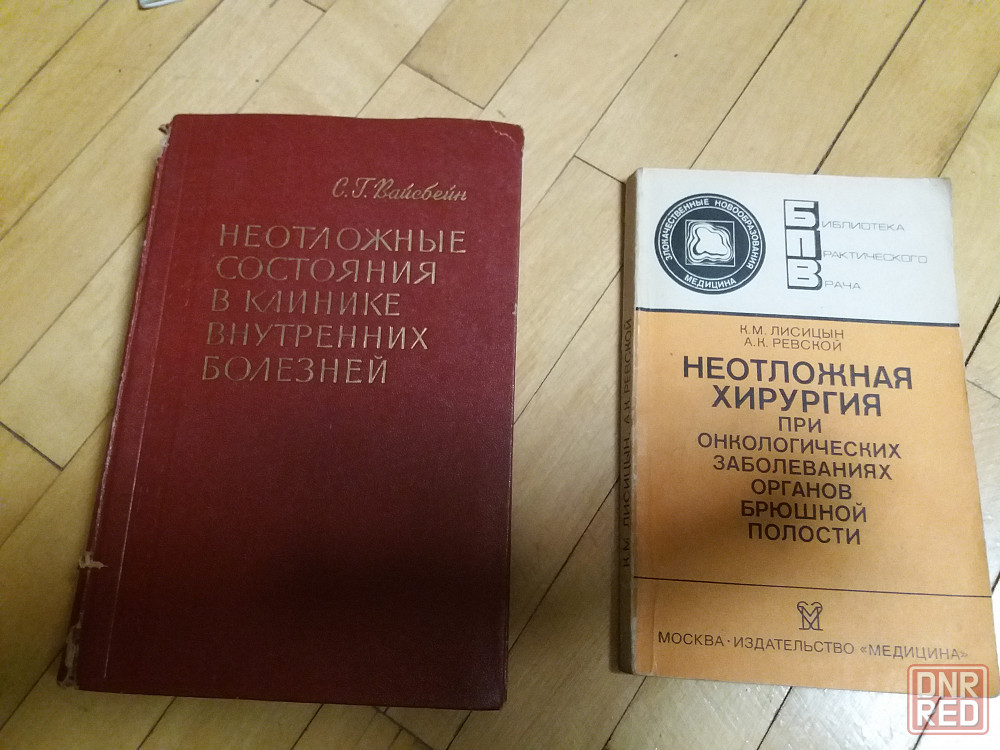 С. Г. Вайсбейн
НЕОТЛОЖНЫЕ
СОСТОЯНИЯ
В КЛИНИКЕ
ВНУТРЕННИХ
БОЛЕЗНЕЙ
ЗЛОКАЧЕСТВЕННЫЕ НОВООБРАЗОВАНИЯ
МЕДИЦИНА
БИБЛИОТЕКА
ПРАКТИЧЕСКОГО
ВРАЧА
К.М. ЛИСИЦЫН
А.К. РЕВСКОЙ
НЕОТЛОЖНАЯ
ХИРУРГИЯ
ПРИ
ОНКОЛОГИЧЕСКИХ
ЗАБОЛЕВАНИЯХ
ОРГАНОВ
БРЮШНОЙ
ПОЛОСТИ
МОСКВА · ИЗДАТЕЛЬСТВО «МЕДИЦИНА»
К.М. ЛИСИЦЫН, А.К. РЕВСКОЙ
DNR
RED